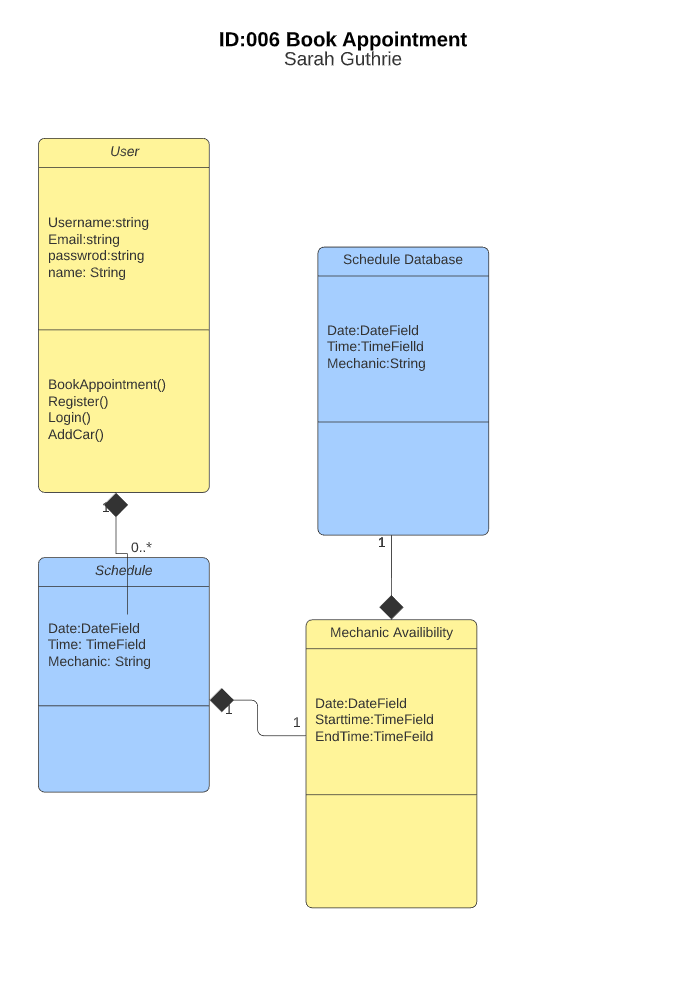 ID:006 Book Appointment
Sarah Guthrie
User
Username:string
Email:string
passwrod:string
name: String
BookAppointment()
Register()
Login()
AddCar()
1
0..*
Schedule
Date:DateField
Time: TimeField
Mechanic: String
1
1
Schedule Database
Date:DateField
Time:TimeFielld
Mechanic:String
1
Mechanic Availibility
Date:DateField
Starttime:TimeField
EndTime:TimeFeild